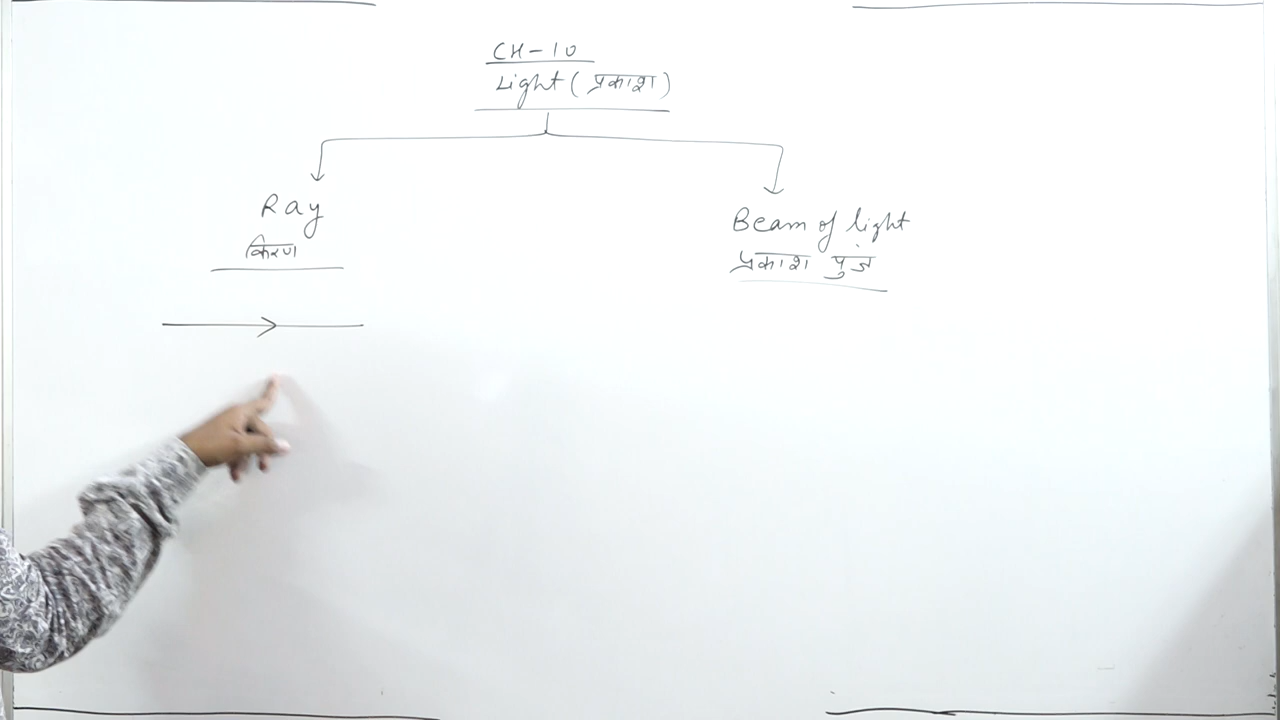 CH-10
Light (प्रकाश)
Ray
किरण
Beam of light
प्रकाश पुंज